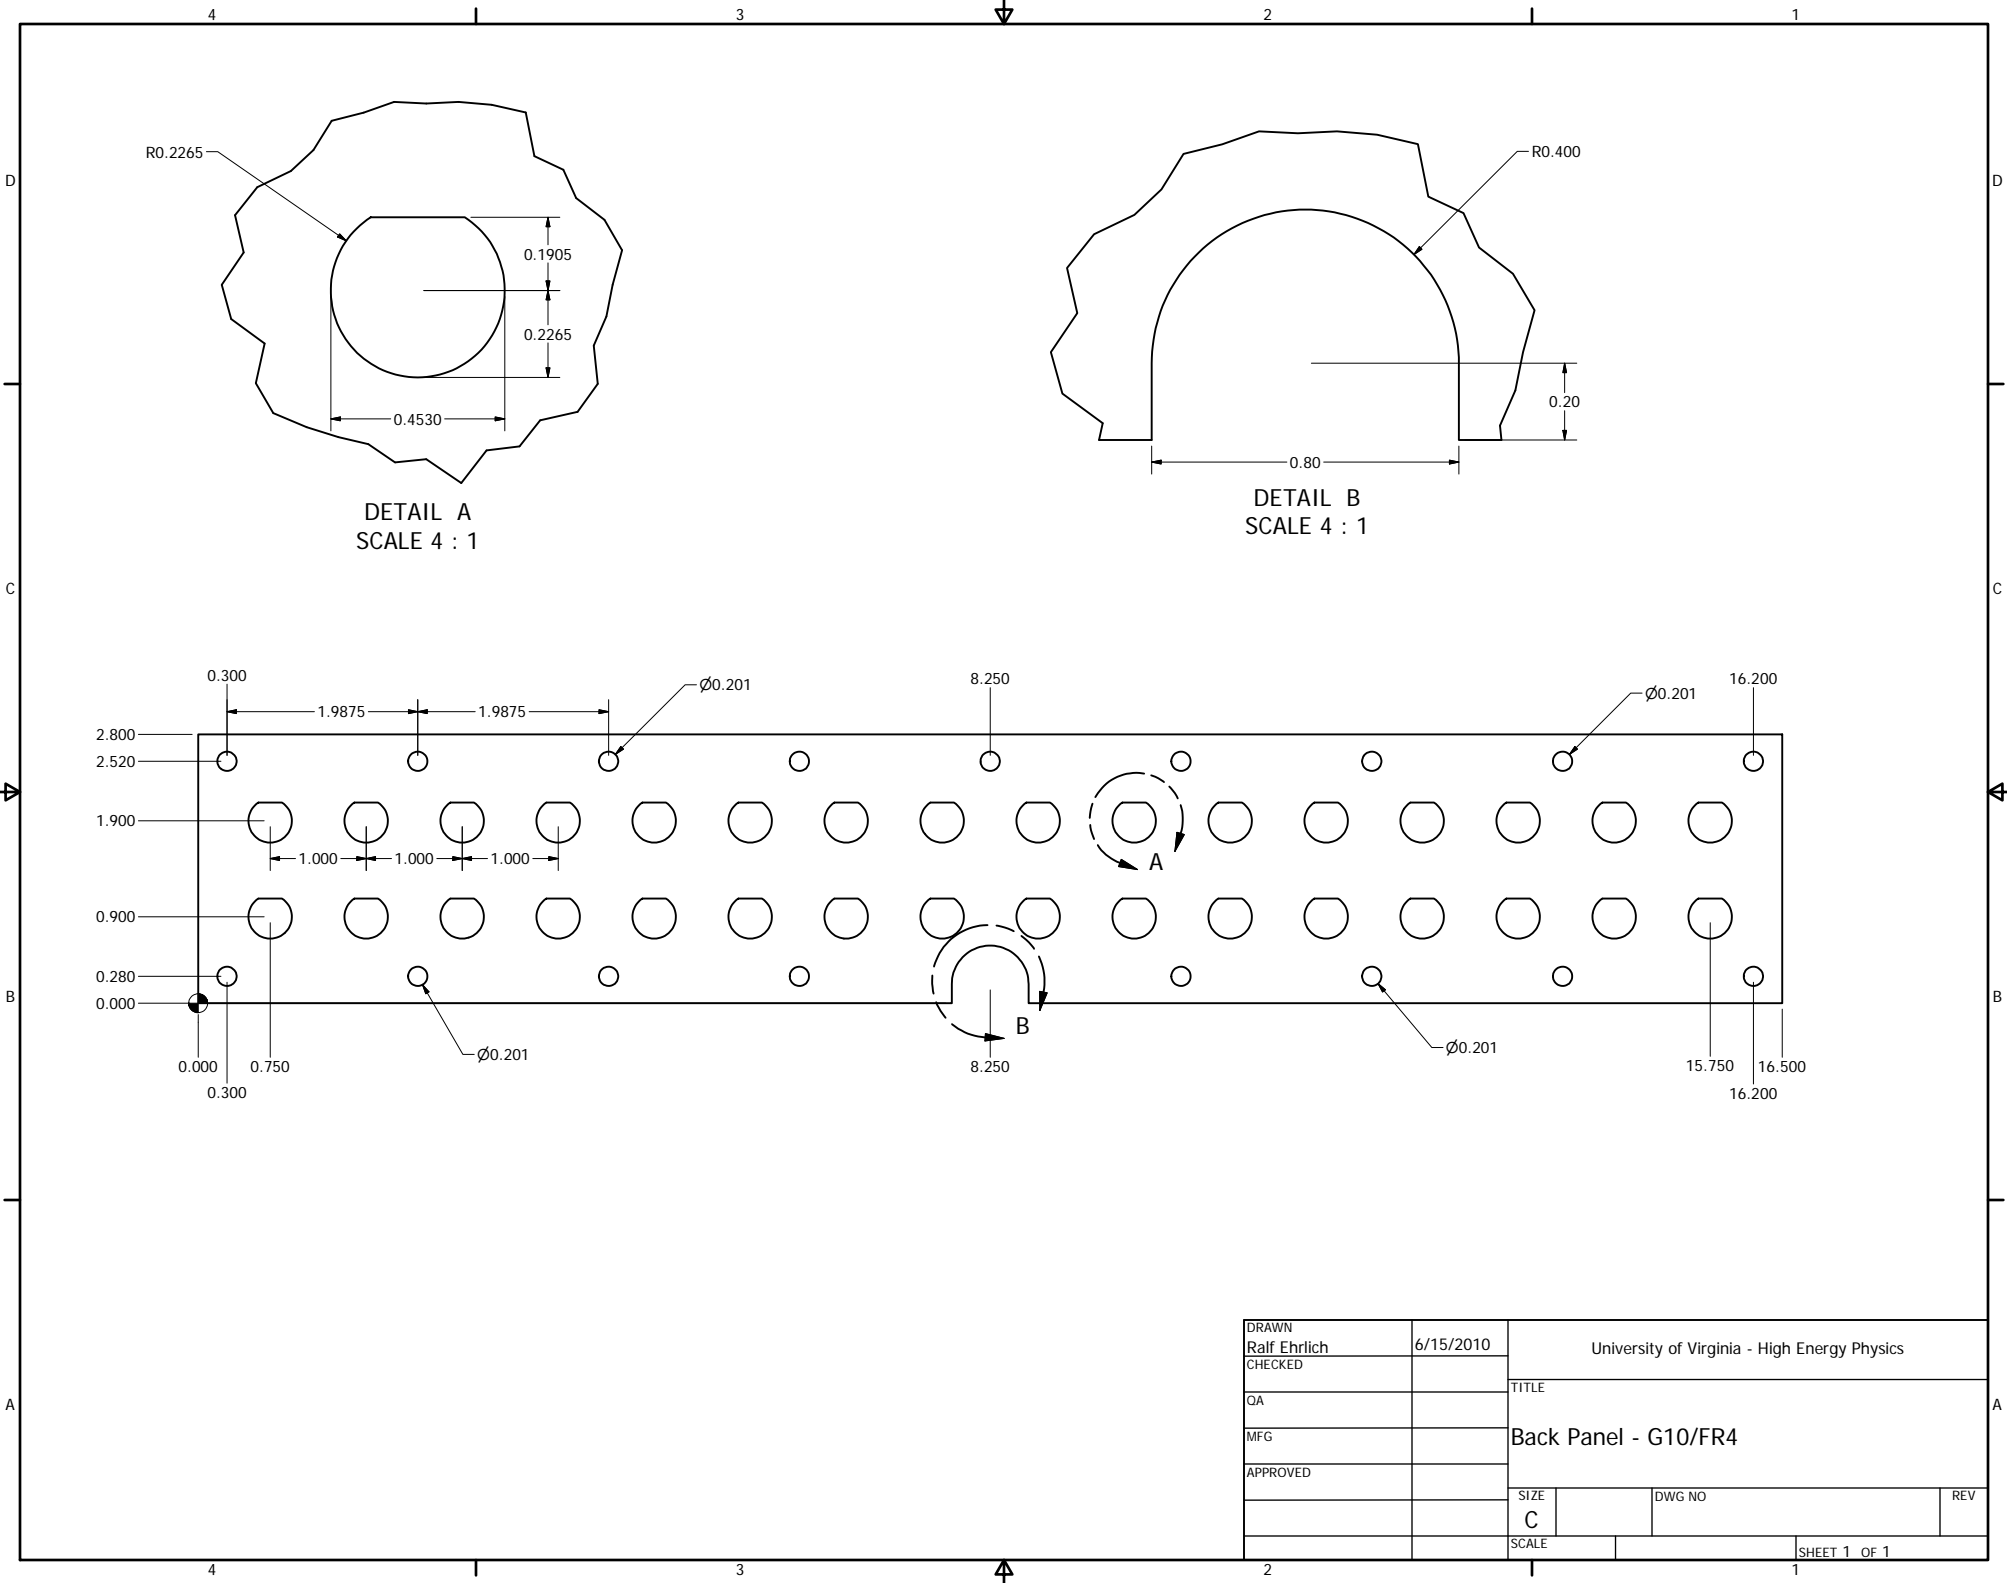 4 3 2 1
D D
R0.2265
0.1905
0.2265
0.4530
DETAIL A
SCALE 4 : 1
R0.400
0.20
0.80
DETAIL B
SCALE 4 : 1
C C
0.300 8.250 16.200
1.9875 1.9875 Ø0.201 Ø0.201
2.800
2.520
1.900
1.000 1.000 1.000
A
0.900
0.280
0.000
B B
B
Ø0.201 Ø0.201
0.000 0.750 8.250 15.750 16.500
0.300 16.200
DRAWN
Ralf Ehrlich 6/15/2010
University of Virginia - High Energy Physics
CHECKED
TITLE
QA
A A
MFG
Back Panel - G10/FR4
APPROVED
SIZE
C
DWG NO
REV
SCALE
SHEET 1 OF 1
4 3 2 1